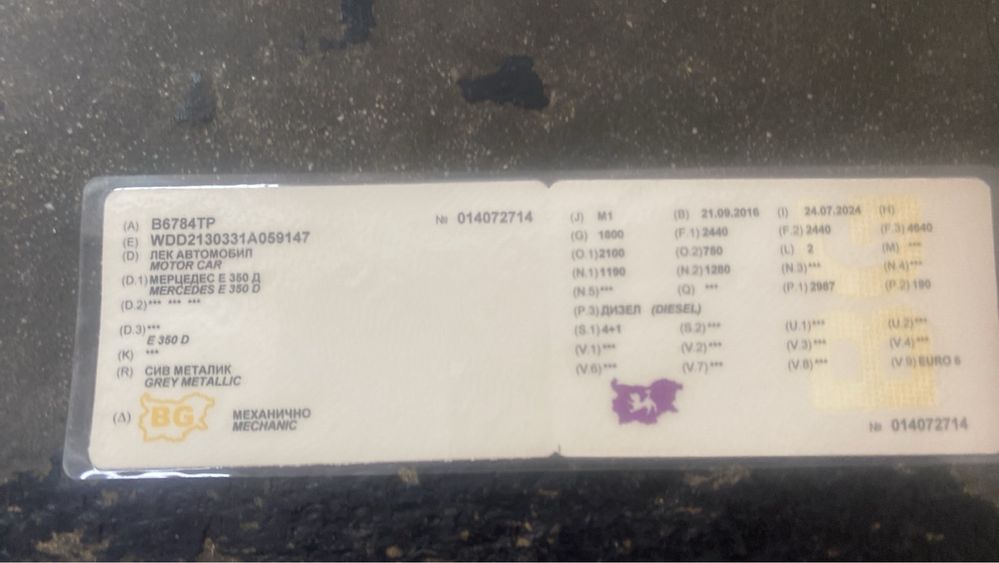 (A) B6784TP
№ 014072714
(E) WDD2130331A059147
(D) ЛЕК АВТОМОБИЛ
MOTOR CAR
(D.1) МЕРЦЕДЕС Е 350 Д
MERCEDES E 350 D
(D.2)*** *** ***
(D.3)***
E 350 D
(K) ***
(R) СИВ МЕТАЛИК
GREY METALLIC
(Δ) BG МЕХАНИЧНО
MECHANIC
(J) M1 (B) 21.09.2016 (I) 24.07.2024 (H)
(G) 1800 (F.1) 2440 (F.2) 2440 (F.3) 4640
(O.1)2100 (O.2)750 (L) 2 (M) ***
(N.1)1190 (N.2)1280 (N.3)*** (N.4)***
(N.5)*** (Q) *** (P.1) 2987 (P.2) 190
(P.3) ДИЗЕЛ (DIESEL)
(S.1) 4+1 (S.2)*** (U.1)*** (U.2)***
(V.1)*** (V.2)*** (V.3)*** (V.4)***
(V.6)*** (V.7)*** (V.8)*** (V.9) EURO 6
№ 014072714